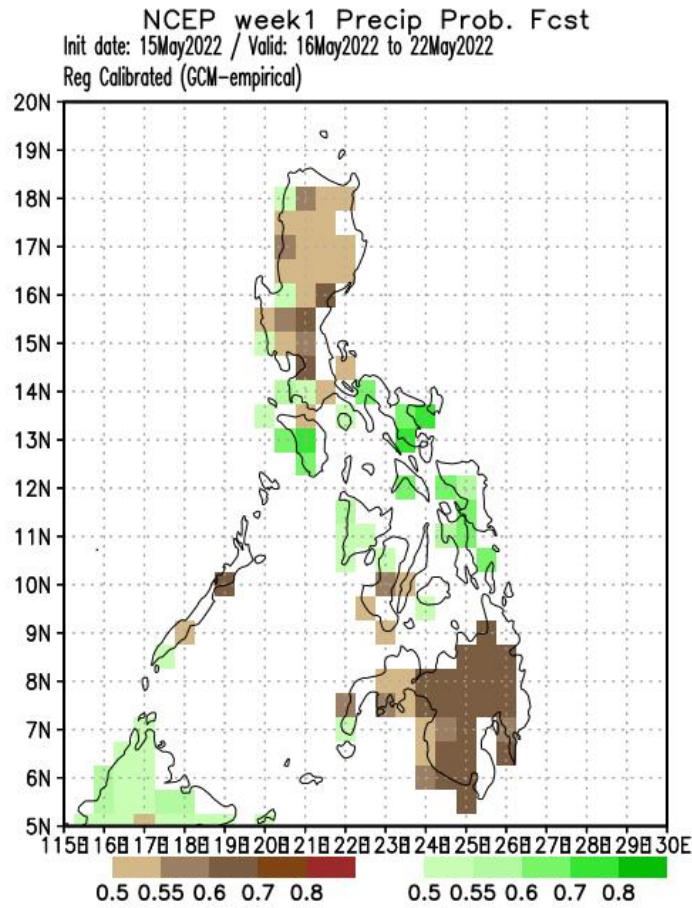 NCEP week1 Precip Prob. Fcst
Init date: 15May2022 / Valid: 16May2022 to 22May2022
Reg Calibrated (GCM-empirical)
20N
19N
18N
17N
16N
15N
14N
13N
12N
11N
10N
9N
8N
7N
6N
5N
115E 116E 117E 118E 119E 120E 121E 122E 123E 124E 125E 126E 127E 128E 129E 130E
0.5 0.55 0.6 0.7 0.8 0.5 0.55 0.6 0.7 0.8